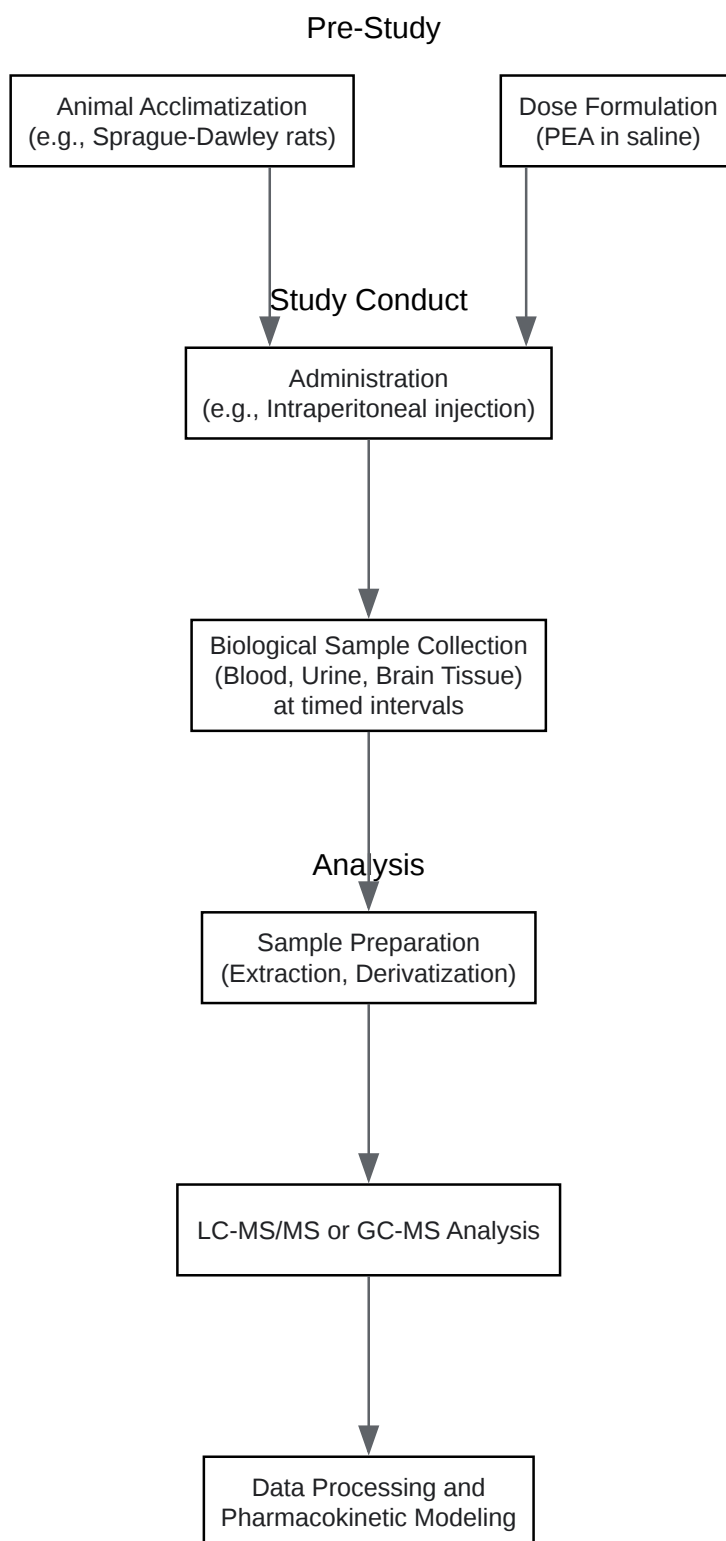 Pre-Study
Animal Acclimatization
(e.g., Sprague-Dawley rats)
Dose Formulation
(PEA in saline)
Study Conduct
Administration
(e.g., Intraperitoneal injection)
Biological Sample Collection
(Blood, Urine, Brain Tissue)
at timed intervals
Analysis
Sample Preparation
(Extraction, Derivatization)
LC-MS/MS or GC-MS Analysis
Data Processing and
Pharmacokinetic Modeling